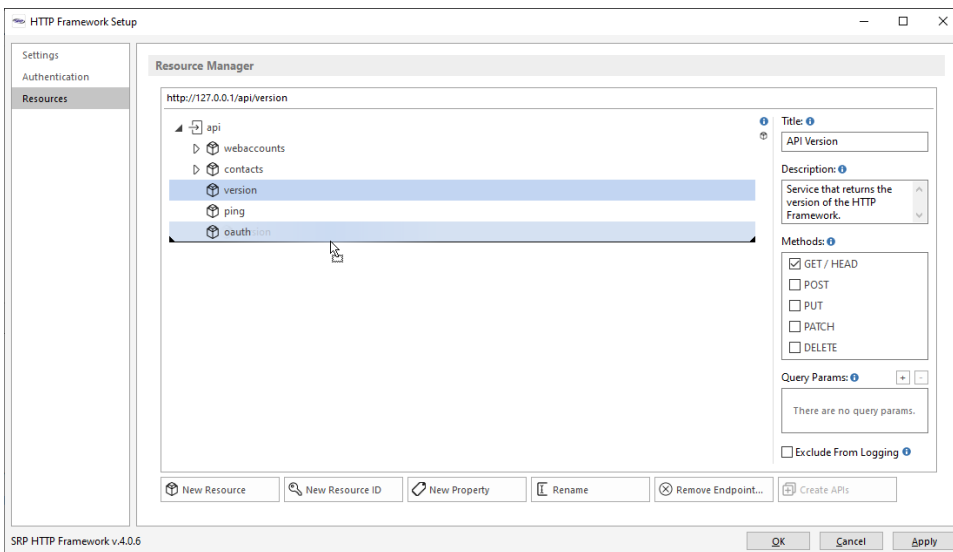 HTTP Framework Setup
Settings
Authentication
Resources
Resource Manager
http://127.0.0.1/api/version
api
webaccounts
contacts
version
ping
oauth
Title:
API Version
Description:
Service that returns the
version of the HTTP
Framework.
Methods:
GET / HEAD
POST
PUT
PATCH
DELETE
Query Params:
+ -
There are no query params.
Exclude From Logging
New Resource
New Resource ID
New Property
Rename
Remove Endpoint...
Create APIs
SRP HTTP Framework v.4.0.6
OK
Cancel
Apply